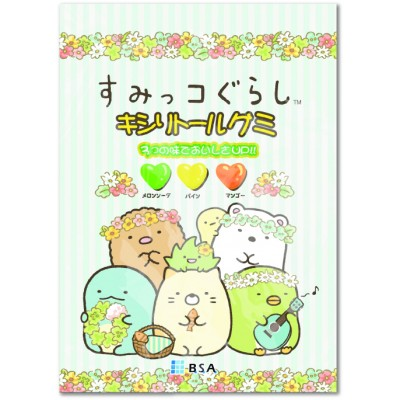 すみっコぐらし™
キシリトールグミ
3つの味でおいしさUP!!
メロンソーダ
パイン
マンゴー
BSA